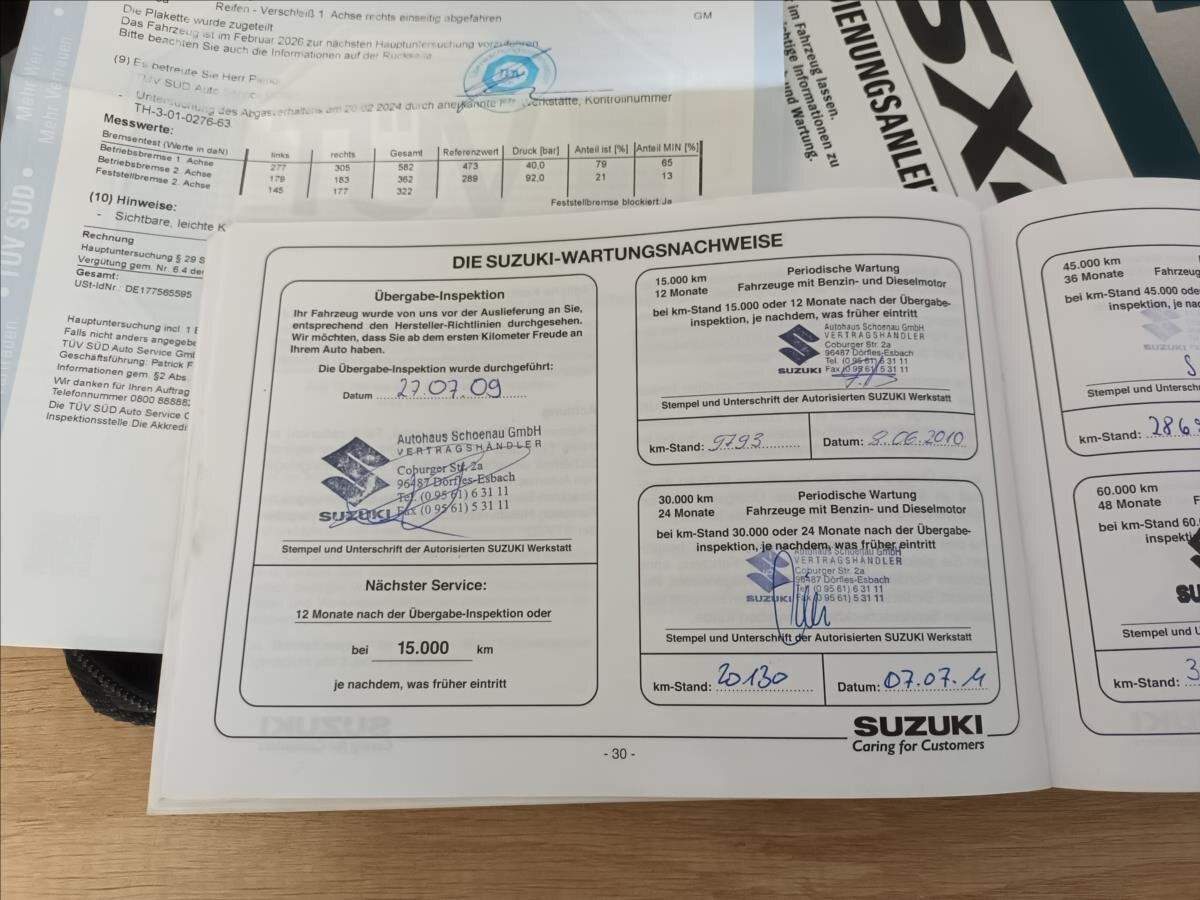 Reifen - Verschleiß 1. Achse rechts einseitig abgefahren
GM
Die Plakette wurde zugeteilt
Das Fahrzeug ist im Februar 2026 zur nächsten Hauptuntersuchung vorzuführen
Bitte beachten Sie auch die Informationen auf der Rückseite
(9) Es betreute Sie Herr
TÜV SÜD Auto Service
- Untersuchung des Abgasverhaltens am 20.02.2024 durch anerkannte Werkstätte, Kontrollnummer
TH-3-01-0276-63
Messwerte:
Bremsentest (Werte in daN) links rechts Gesamt Referenzwert Druck [bar] Anteil ist [%] Anteil MIN [%]
Betriebsbremse 1. Achse 277 305 582 473 40,0 79 65
Betriebsbremse 2. Achse 179 183 362 289 92,0 21 13
Feststellbremse 2. Achse 145 177 322
Feststellbremse blockiert:Ja
(10) Hinweise:
- Sichtbare, leichte K
Rechnung
Hauptuntersuchung § 29 S
Vergütung gem. Nr. 6.4 der
Gesamt:
USt-IdNr.: DE177565595
Hauptuntersuchung incl. 1 E
Falls nicht anders angegebe
TÜV SÜD Auto Service Gmb
Geschäftsführung: Patrick F
Informationen gem. §2 Abs
Wir danken für Ihren Auftrag
Telefonnummer 0800 88888
Die TÜV SÜD Auto Service G
Inspektionsstelle. Die Akkredi
TÜV SÜD • Mehr Wert.
Mehr Vertrauen.
im Fahrzeug lassen.
htige Informationen zu
und Wartung.
DIENUNGSANLEI
SX
DIE SUZUKI-WARTUNGSNACHWEISE
Übergabe-Inspektion
Ihr Fahrzeug wurde von uns vor der Auslieferung an Sie,
entsprechend den Hersteller-Richtlinien durchgesehen.
Wir möchten, dass Sie ab dem ersten Kilometer Freude an
Ihrem Auto haben.
Die Übergabe-Inspektion wurde durchgeführt:
Datum 27.07.09
Autohaus Schoenau GmbH
VERTRAGSHÄNDLER
Coburger Str. 2a
96487 Dörfles-Esbach
Tel. (0 95 61) 6 31 11
SUZUKI Fax (0 95 61) 5 31 11
Stempel und Unterschrift der Autorisierten SUZUKI Werkstatt
Nächster Service:
12 Monate nach der Übergabe-Inspektion oder
bei 15.000 km
je nachdem, was früher eintritt
15.000 km
12 Monate
Periodische Wartung
Fahrzeuge mit Benzin- und Dieselmotor
bei km-Stand 15.000 oder 12 Monate nach der Übergabe-
inspektion, je nachdem, was früher eintritt
Autohaus Schoenau GmbH
VERTRAGSHÄNDLER
Coburger Str. 2a
96487 Dörfles-Esbach
Tel. (0 95 61) 6 31 11
SUZUKI Fax (0 95 61) 5 31 11
Stempel und Unterschrift der Autorisierten SUZUKI Werkstatt
km-Stand: 9793 Datum: 8.06.2010
30.000 km
24 Monate
Periodische Wartung
Fahrzeuge mit Benzin- und Dieselmotor
bei km-Stand 30.000 oder 24 Monate nach der Übergabe-
inspektion, je nachdem, was früher eintritt
Autohaus Schoenau GmbH
VERTRAGSHÄNDLER
Coburger Str. 2a
96487 Dörfles-Esbach
Tel. (0 95 61) 6 31 11
SUZUKI Fax (0 95 61) 5 31 11
Stempel und Unterschrift der Autorisierten SUZUKI Werkstatt
km-Stand: 20130 Datum: 07.07.11
SUZUKI
Caring for Customers
- 30 -
45.000 km
36 Monate
Fahrzeug
bei km-Stand 45.000 ode
inspektion, je nach
SUZUKI
Stempel und Unterschr
km-Stand: 286
60.000 km
48 Monate
F
bei km-Stand 60.
inspekti
SU
Stempel und Unters
km-Stand: 3